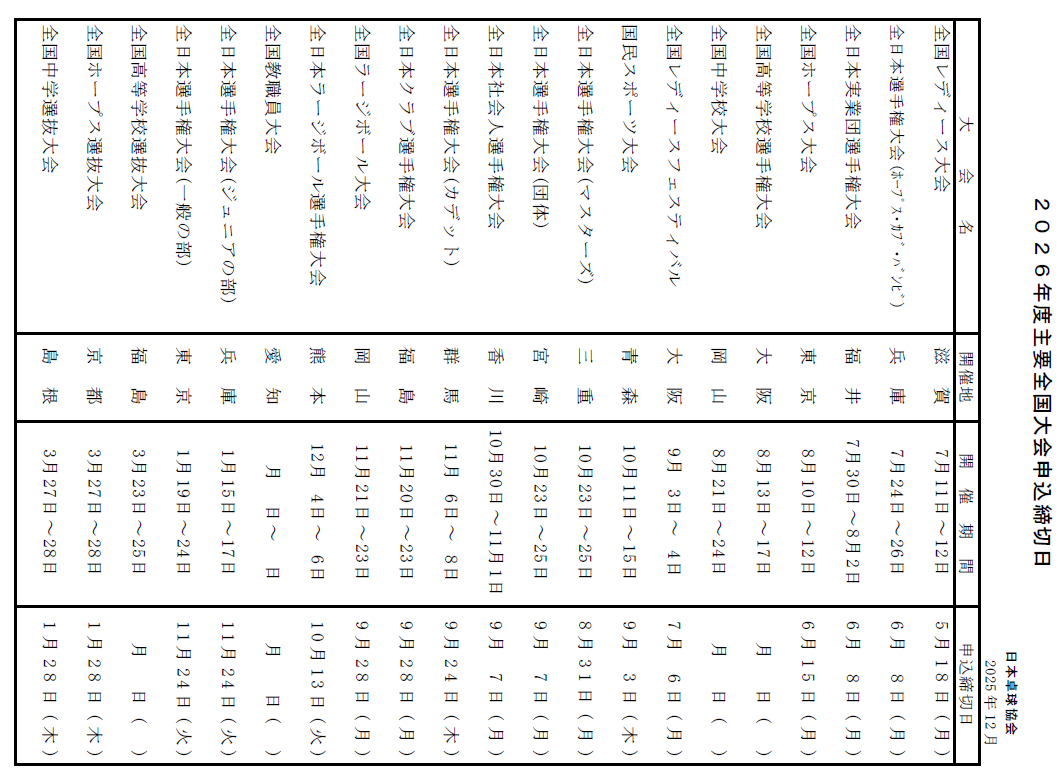 ２０２６年度主要全国大会申込締切日
日本卓球協会
2025年12月
大会名 開催地 開催期間 申込締切日
全国レディース大会 滋賀 7月11日～12日 5月18日(月)
全日本選手権大会(ﾎｰﾌﾟｽ・ｶﾌﾞ・ﾊﾞﾝﾋﾞ) 兵庫 7月24日～26日 6月 8日(月)
全日本実業団選手権大会 福井 7月30日～8月2日 6月 8日(月)
全国ホープス大会 東京 8月10日～12日 6月15日(月)
全国高等学校選手権大会 大阪 8月13日～17日 月 日( )
全国中学校大会 岡山 8月21日～24日 月 日( )
全国レディースフェスティバル 大阪 9月 3日～ 4日 7月 6日(月)
国民スポーツ大会 青森 10月11日～15日 9月 3日(木)
全日本選手権大会(マスターズ) 三重 10月23日～25日 8月31日(月)
全日本選手権大会(団体) 宮崎 10月23日～25日 9月 7日(月)
全日本社会人選手権大会 香川 10月30日～11月1日 9月 7日(月)
全日本選手権大会(カデット) 群馬 11月 6日～ 8日 9月24日(木)
全日本クラブ選手権大会 福島 11月20日～23日 9月28日(月)
全国ラージボール大会 岡山 11月21日～23日 9月28日(月)
全日本ラージボール選手権大会 熊本 12月 4日～ 6日 10月13日(火)
全国教職員大会 愛知 月 日～ 日 月 日( )
全日本選手権大会(ジュニアの部) 兵庫 1月15日～17日 11月24日(火)
全日本選手権大会(一般の部) 東京 1月19日～24日 11月24日(火)
全国高等学校選抜大会 福島 3月23日～25日 月 日( )
全国ホープス選抜大会 京都 3月27日～28日 1月28日(木)
全国中学選抜大会 島根 3月27日～28日 1月28日(木)